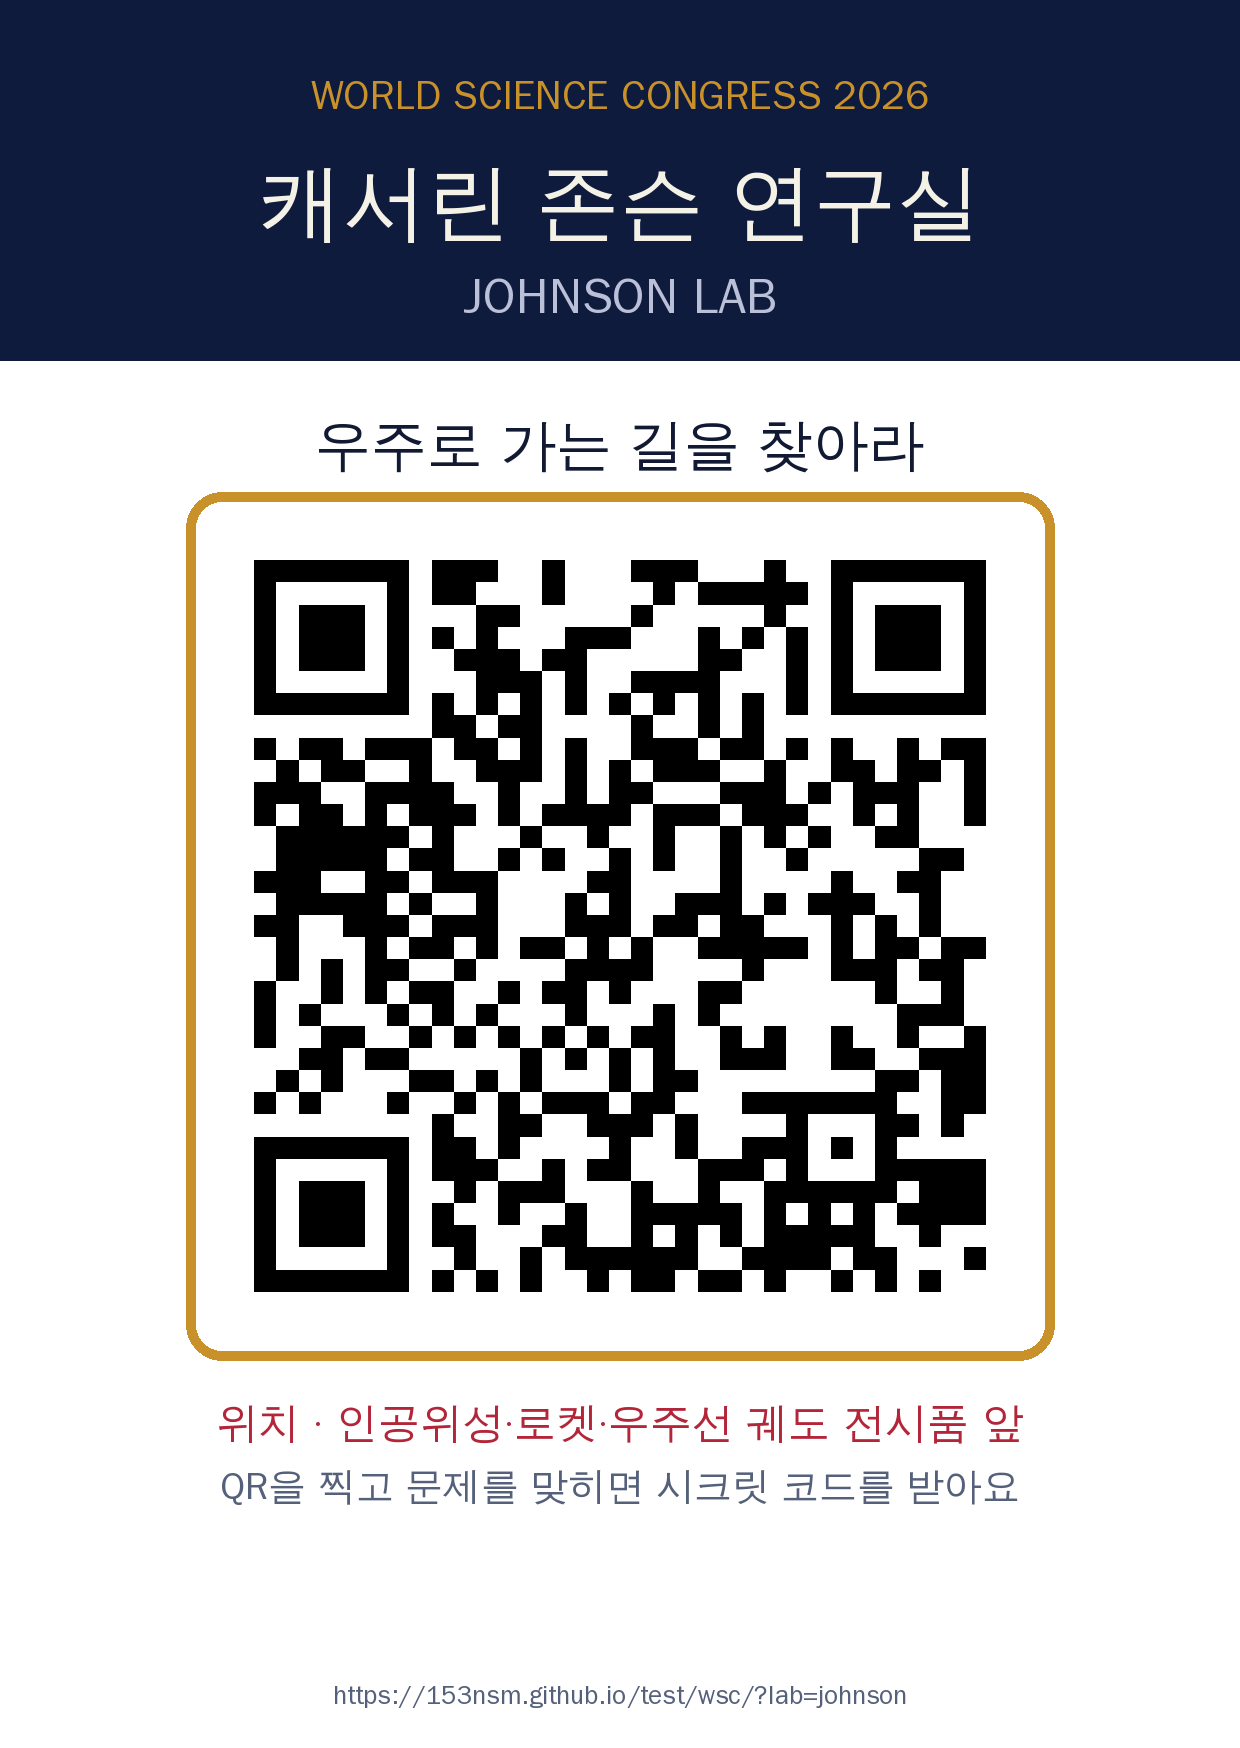 WORLD SCIENCE CONGRESS 2026
캐서린 존슨 연구실
JOHNSON LAB
우주로 가는 길을 찾아라
위치 · 인공위성·로켓·우주선 궤도 전시품 앞
QR을 찍고 문제를 맞히면 시크릿 코드를 받아요
https://153nsm.github.io/test/wsc/?lab=johnson